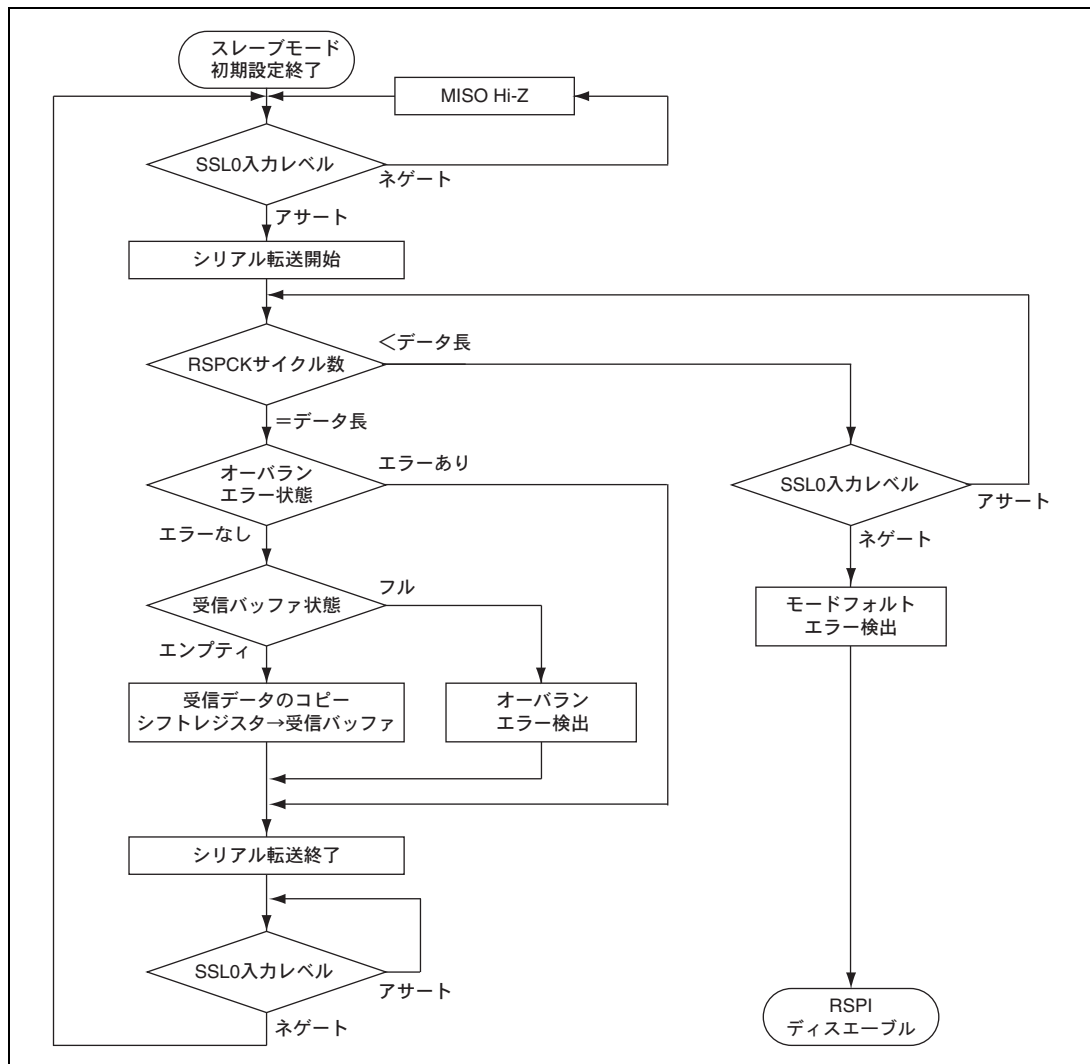 スレーブモード
初期設定終了
MISO Hi-Z
SSL0入力レベル
ネゲート
アサート
シリアル転送開始
<データ長
RSPCKサイクル数
=データ長
オーバラン
エラー状態
エラーあり
SSL0入力レベル
アサート
エラーなし
ネゲート
受信バッファ状態
フル
モードフォルト
エラー検出
エンプティ
受信データのコピー
シフトレジスタ→受信バッファ
オーバラン
エラー検出
シリアル転送終了
SSL0入力レベル
アサート
ネゲート
RSPI
ディスエーブル